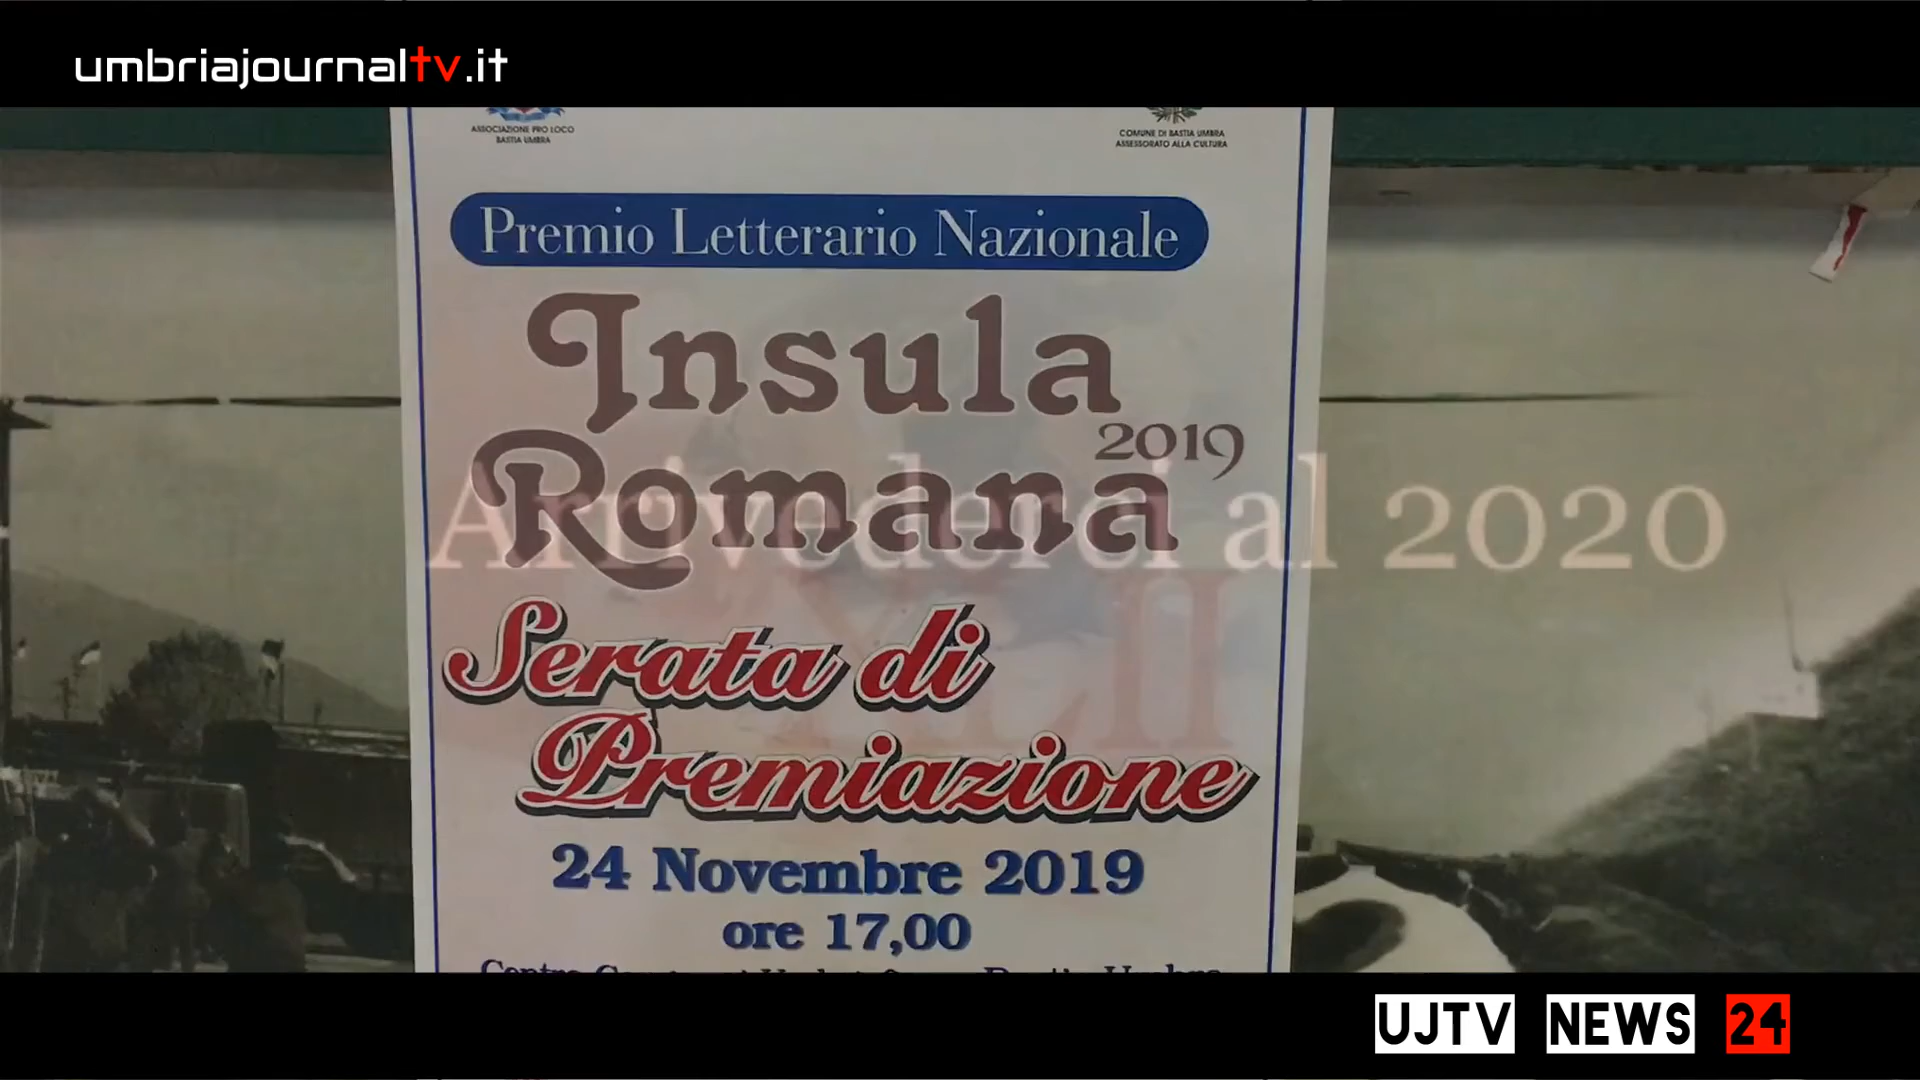 umbriajournaltv.it
ASSOCIAZIONE PRO LOCO
BASTIA UMBRA
COMUNE DI BASTIA UMBRA
ASSESSORATO ALLA CULTURA
Premio Letterario Nazionale
Insula
2019
Romana
Arrivederci al 2020
XLII
Serata di
Premiazione
24 Novembre 2019
ore 17,00
UJTV NEWS 24